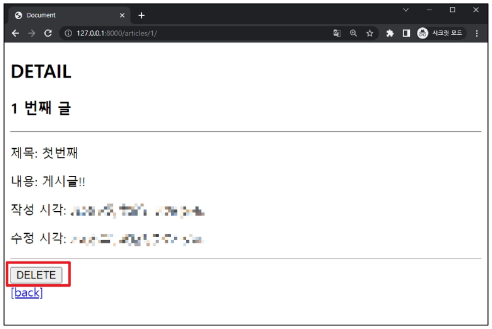 Document
127.0.0.1:8000/articles/1/
시크릿 모드
DETAIL
1 번째 글
제목: 첫번째
내용: 게시글!!
작성 시각:
수정 시각:
DELETE
[back]